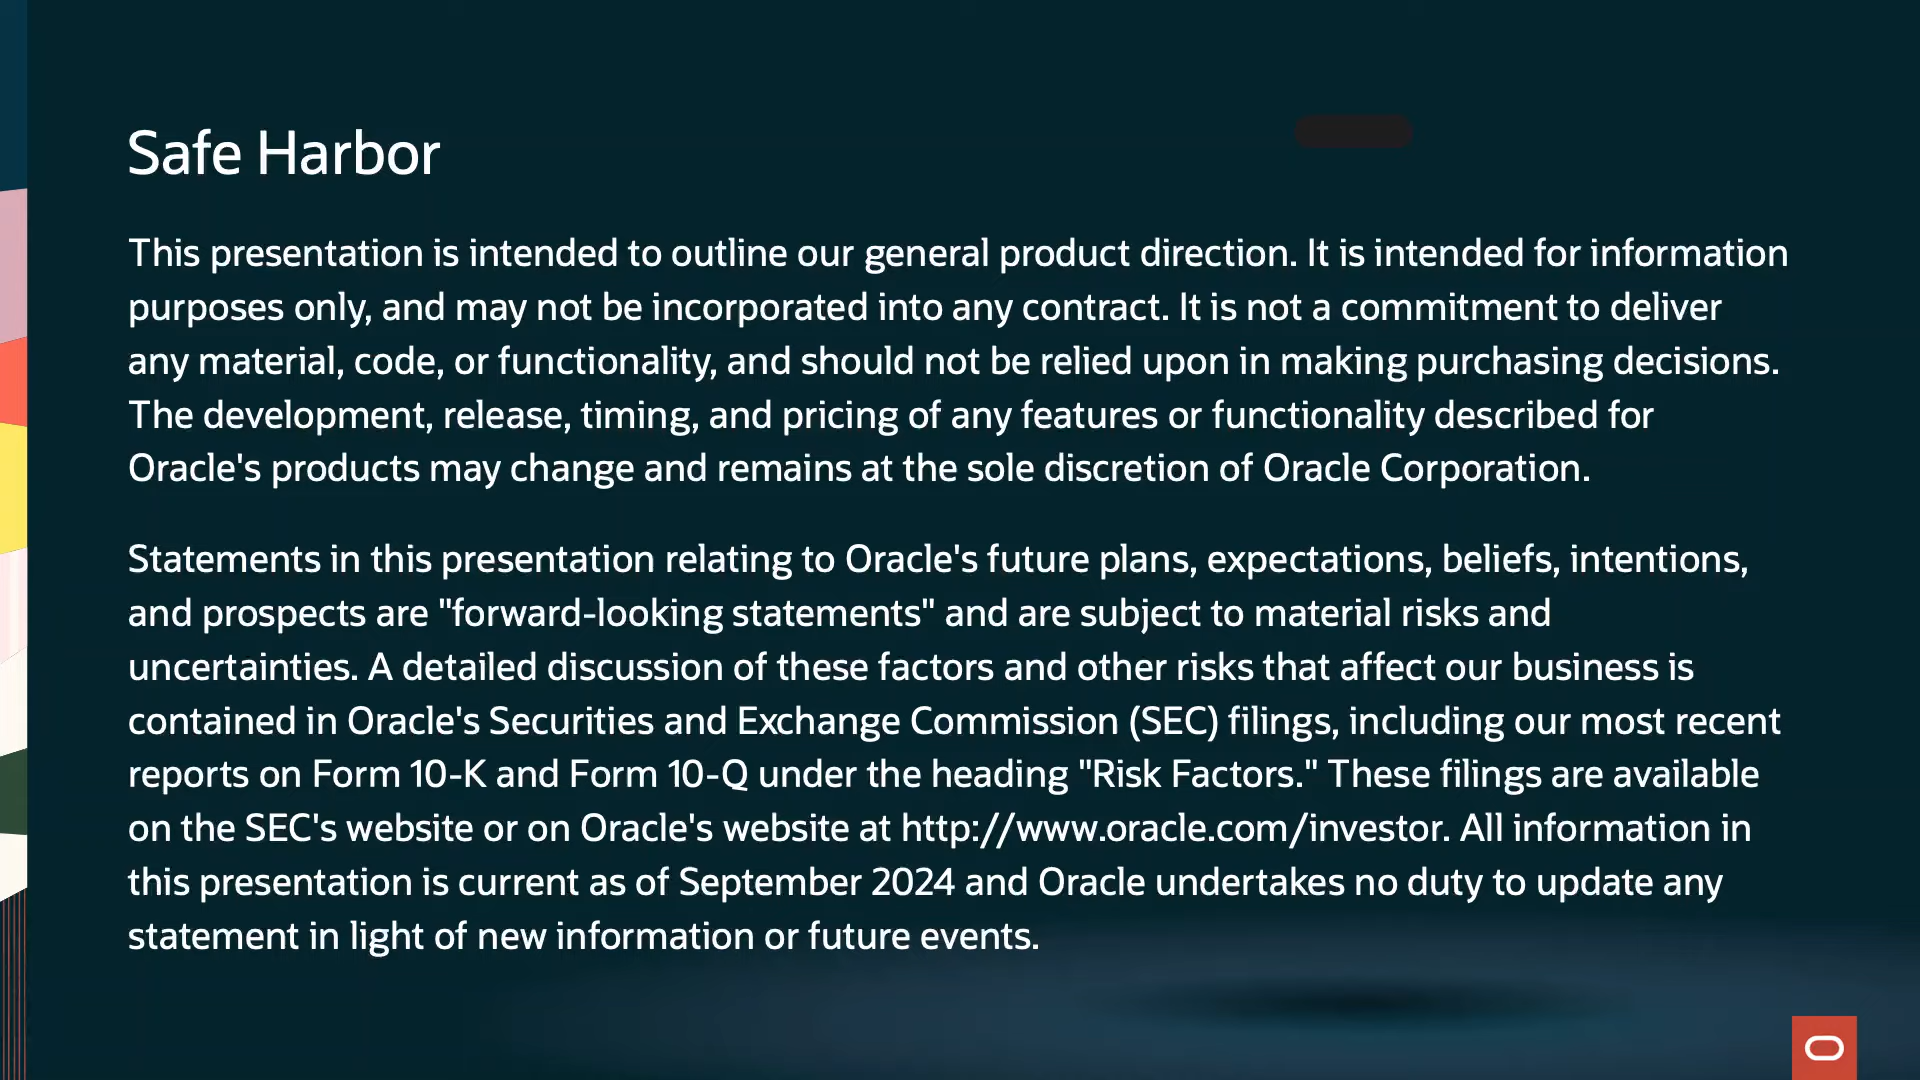 Safe Harbor
This presentation is intended to outline our general product direction. It is intended for information
purposes only, and may not be incorporated into any contract. It is not a commitment to deliver
any material, code, or functionality, and should not be relied upon in making purchasing decisions.
The development, release, timing, and pricing of any features or functionality described for
Oracle's products may change and remains at the sole discretion of Oracle Corporation.
Statements in this presentation relating to Oracle's future plans, expectations, beliefs, intentions,
and prospects are "forward-looking statements" and are subject to material risks and
uncertainties. A detailed discussion of these factors and other risks that affect our business is
contained in Oracle's Securities and Exchange Commission (SEC) filings, including our most recent
reports on Form 10-K and Form 10-Q under the heading "Risk Factors." These filings are available
on the SEC's website or on Oracle's website at http://www.oracle.com/investor. All information in
this presentation is current as of September 2024 and Oracle undertakes no duty to update any
statement in light of new information or future events.